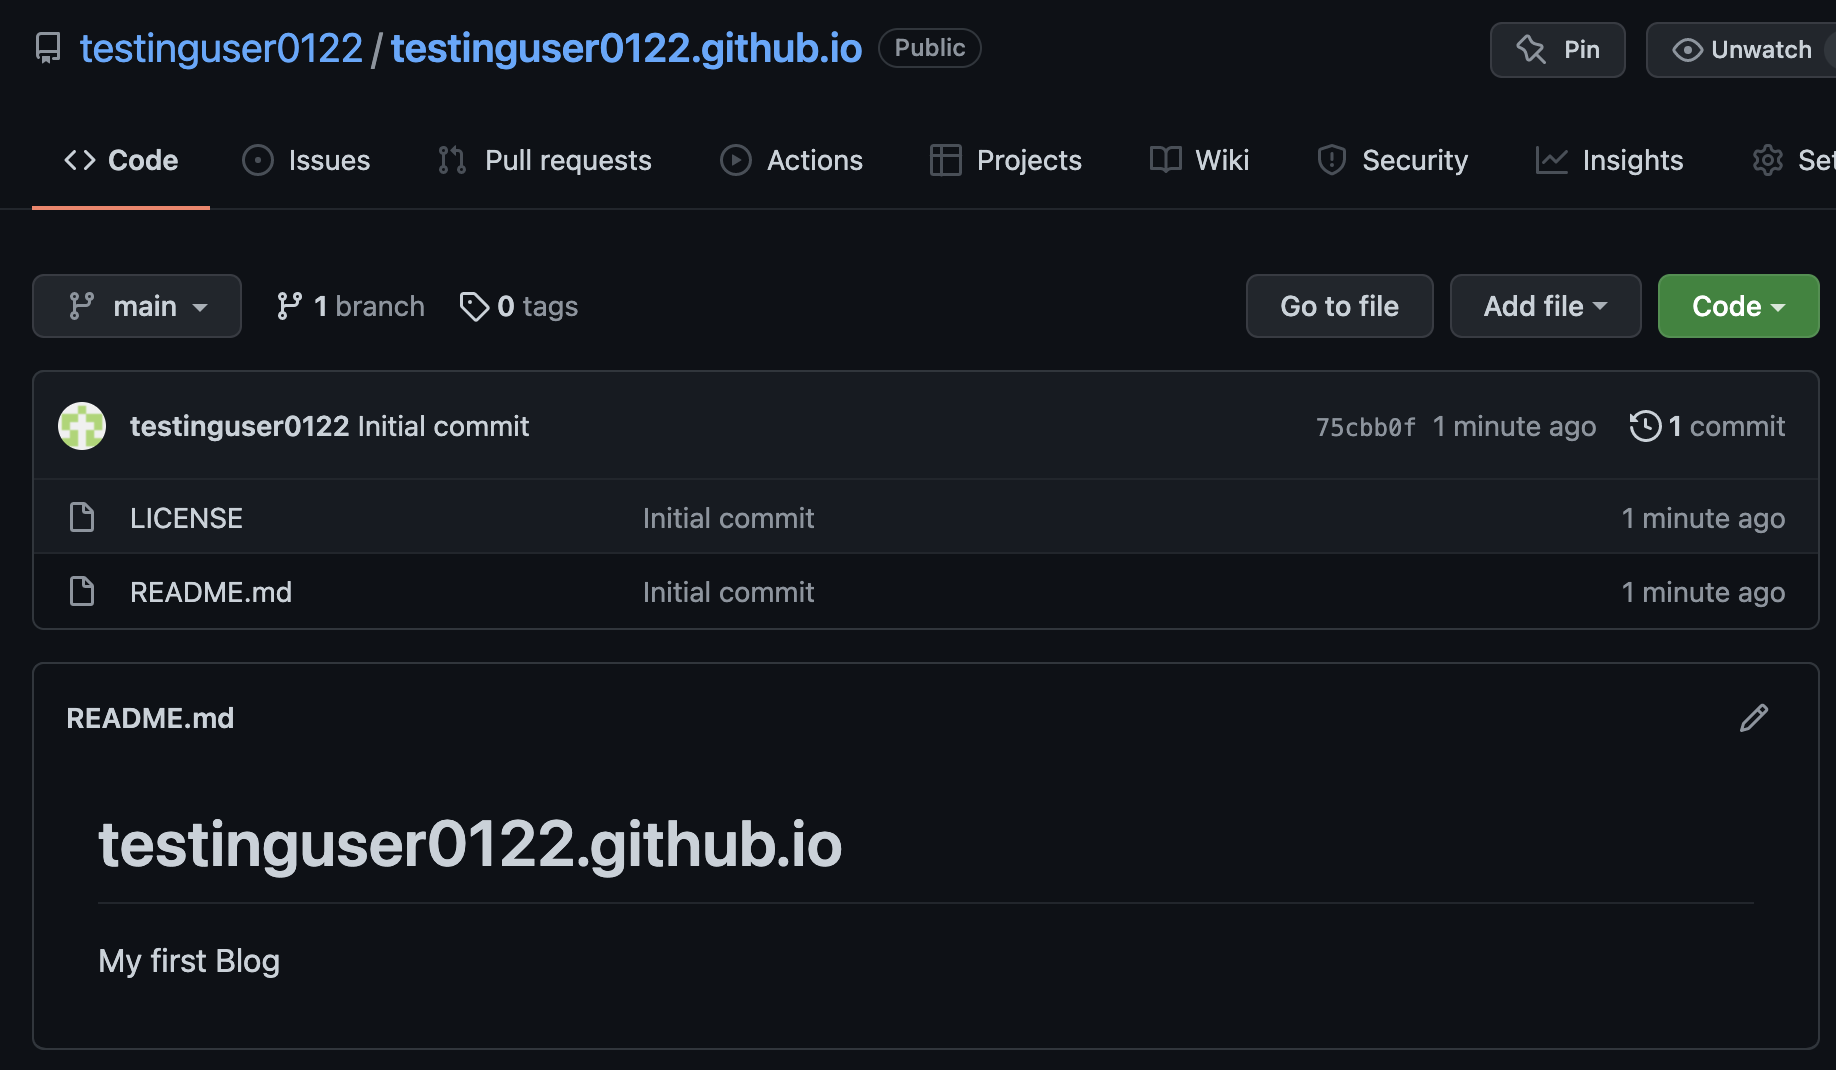 testinguser0122 / testinguser0122.github.io Public Pin Unwatch
Code Issues Pull requests Actions Projects Wiki Security Insights Set
main 1 branch 0 tags Go to file Add file Code
testinguser0122 Initial commit 75cbb0f 1 minute ago 1 commit
LICENSE Initial commit 1 minute ago
README.md Initial commit 1 minute ago
README.md
testinguser0122.github.io
My first Blog